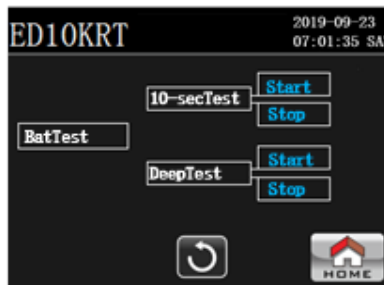 ED10KRT
2019-09-23
07:01:35 SA
10-secTest
Start
Stop
BatTest
DeepTest
Start
Stop
HOME